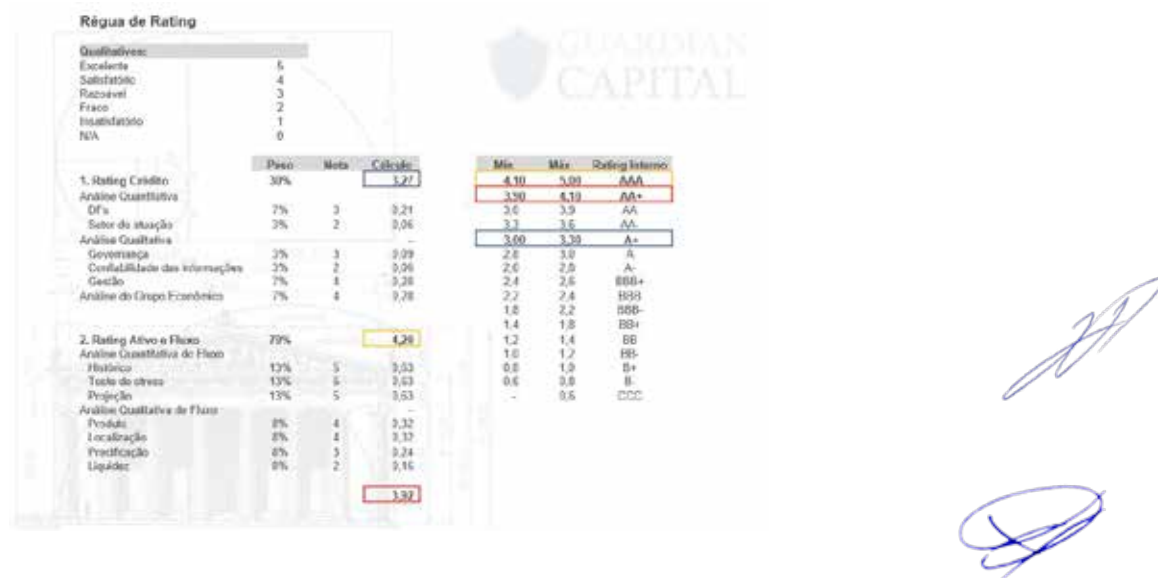 Régua de Rating
GUARDIAN
CAPITAL
Qualitativos:
Excelente 5
Satisfatório 4
Razoável 3
Fraco 2
Insatisfatório 1
N/A 0
Peso Nota Cálculo
1. Rating Crédito 30% 3,27
Análise Quantitativa
DF's 7% 3 0,21
Setor de atuação 3% 2 0,06
Análise Qualitativa -
Governança 3% 3 0,09
Confiabilidade das informações 3% 2 0,06
Gestão 7% 4 0,28
Análise do Grupo Econômico 7% 4 0,28
2. Rating Ativo e Fluxo 70% 4,20
Análise Quantitativa de Fluxo
Histórico 13% 5 0,63
Teste de stress 13% 5 0,63
Projeção 13% 5 0,63
Análise Qualitativa de Fluxo -
Produto 8% 4 0,32
Localização 8% 4 0,32
Precificação 8% 3 0,24
Liquidez 8% 2 0,16
Mín Máx Rating Interno
4,10 5,00 AAA
3,90 4,10 AA+
3,6 3,9 AA
3,3 3,6 AA-
3,00 3,30 A+
2,8 3,0 A
2,6 2,8 A-
2,4 2,6 BBB+
2,2 2,4 BBB
1,8 2,2 BBB-
1,4 1,8 BB+
1,2 1,4 BB
1,0 1,2 BB-
0,8 1,0 B+
0,6 0,8 B-
- 0,6 CCC